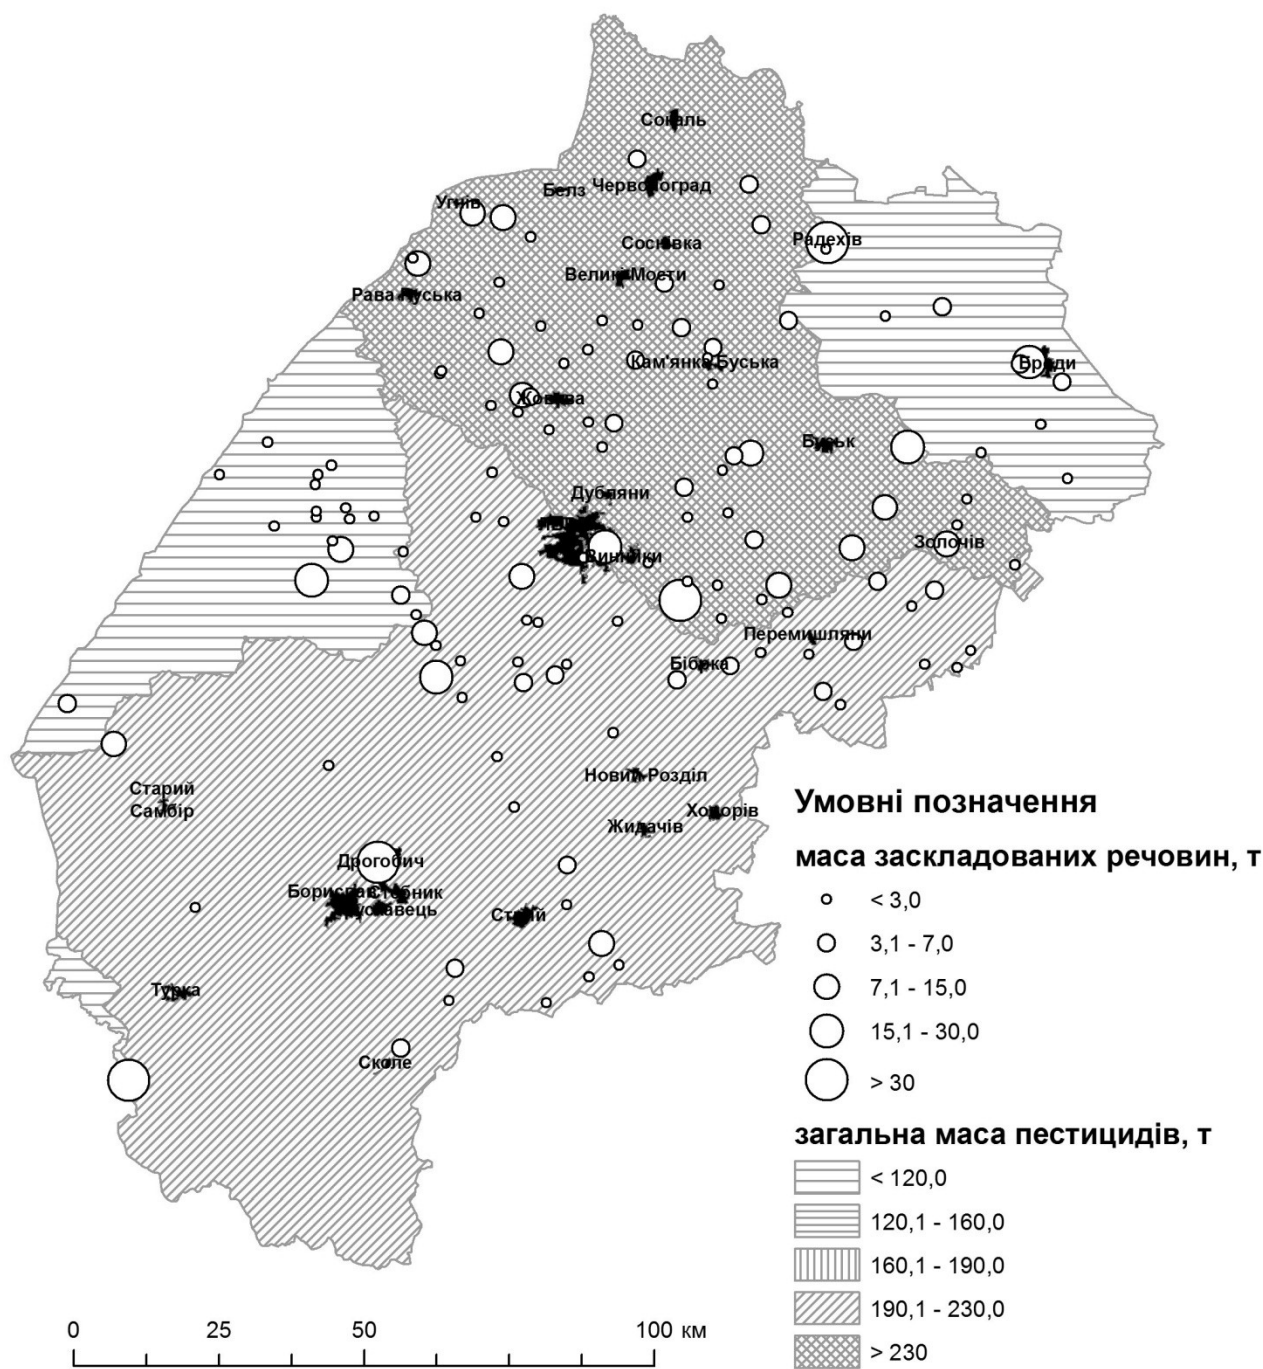 Сокаль
Белз
Червоноград
Угнів
Соснівка
Радехів
Великі Мости
Рава-Руська
Кам'янка-Буська
Броди
Жовква
Буськ
Дубляни
Винники
Золочів
Перемишляни
Бібрка
Старий
Самбір
Новий Розділ
Ходорів
Жидачів
Дрогобич
Борислав
Стебник
Трускавець
Стрий
Турка
Сколе
Умовні позначення
маса заскладованих речовин, т
< 3,0
3,1 - 7,0
7,1 - 15,0
15,1 - 30,0
> 30
загальна маса пестицидів, т
< 120,0
120,1 - 160,0
160,1 - 190,0
190,1 - 230,0
> 230
0 25 50 100 км